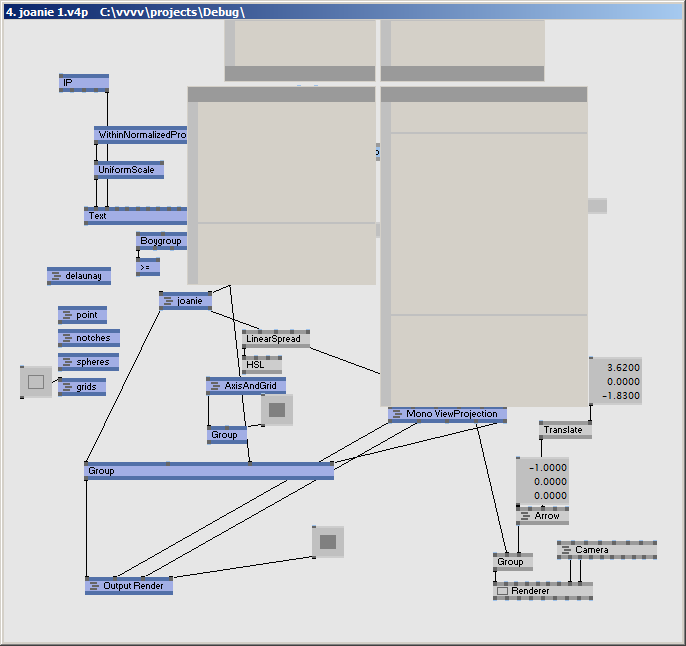 4. joanie 1.v4p C:\vvvv\projects\Debug\
IP
WithinNormalizedPro
UniformScale
Text
Boygroup
>=
delaunay
joanie
point
notches
spheres
grids
LinearSpread
HSL
AxisAndGrid
Group
Group
Mono ViewProjection
3.6200
0.0000
-1.8300
Translate
-1.0000
0.0000
0.0000
Arrow
Camera
Group
Renderer
Output Render